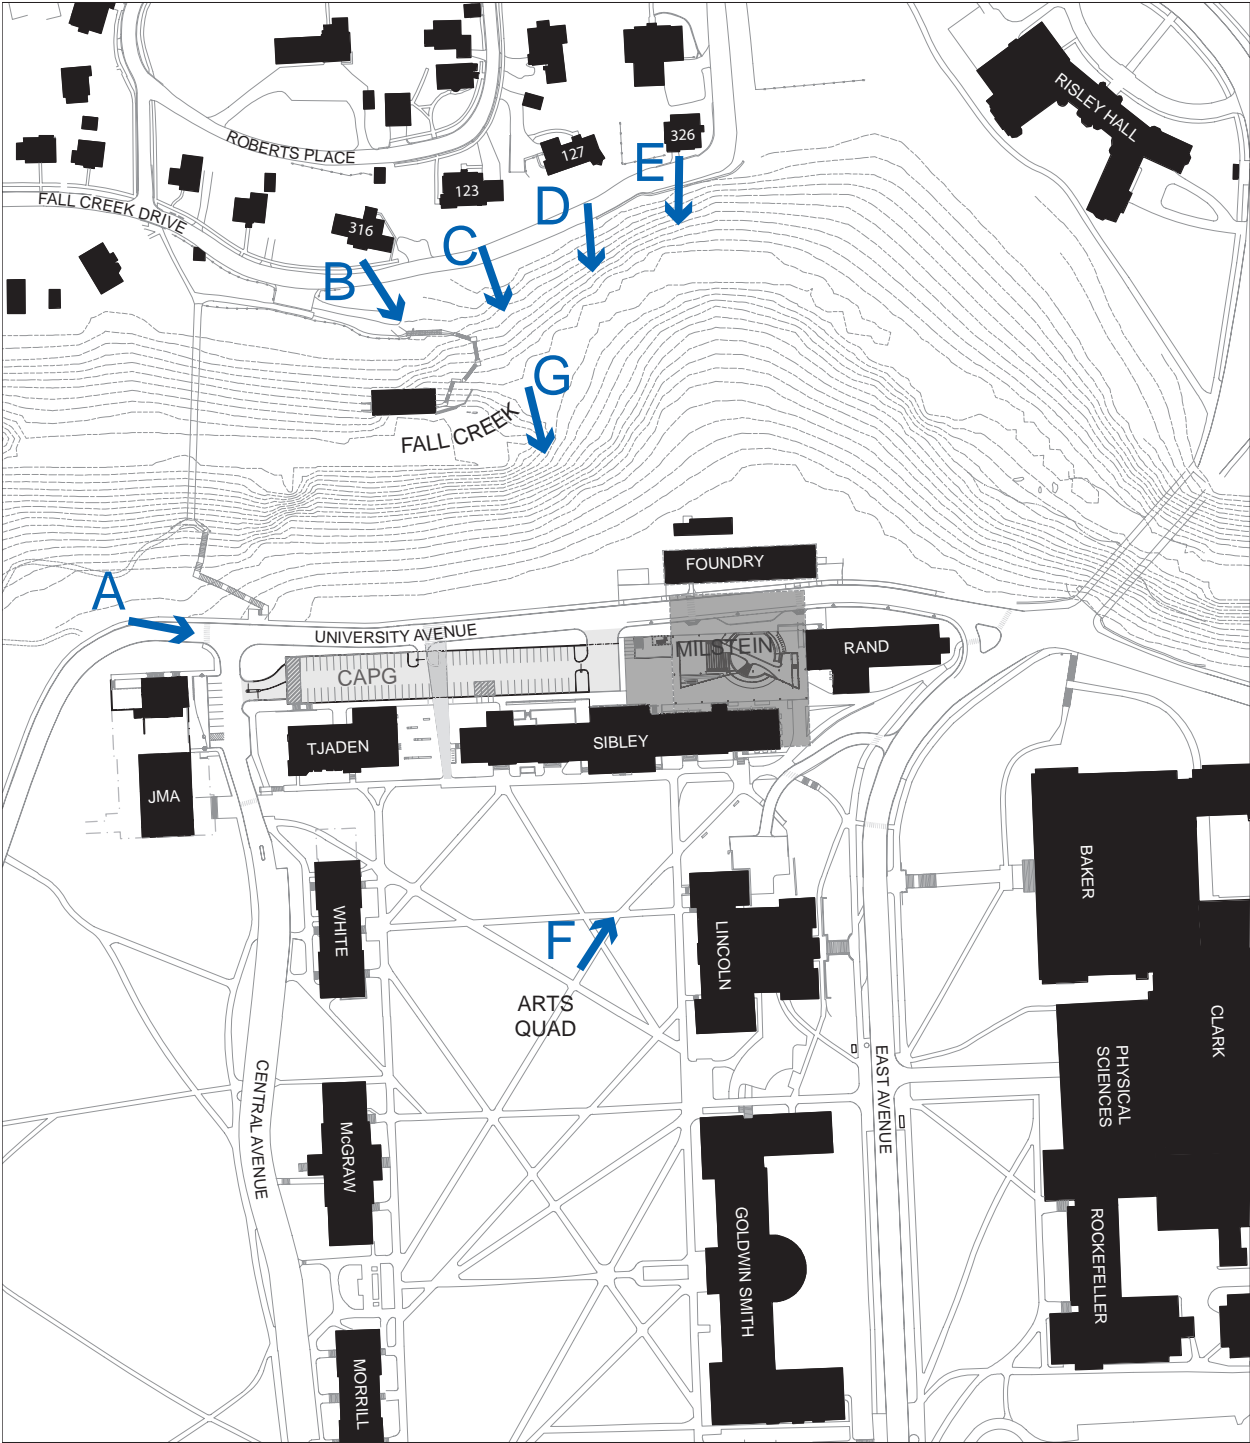 RISLEY HALL
326
ROBERTS PLACE
127
E
123
FALL CREEK DRIVE
D
316
C
B
G
FALL CREEK
FOUNDRY
A
UNIVERSITY AVENUE
MILSTEIN
RAND
CAPG
TJADEN
SIBLEY
JMA
BAKER
WHITE
LINCOLN
F
ARTS
QUAD
CLARK
PHYSICAL
SCIENCES
EAST AVENUE
CENTRAL AVENUE
McGRAW
GOLDWIN SMITH
ROCKEFELLER
MORRILL